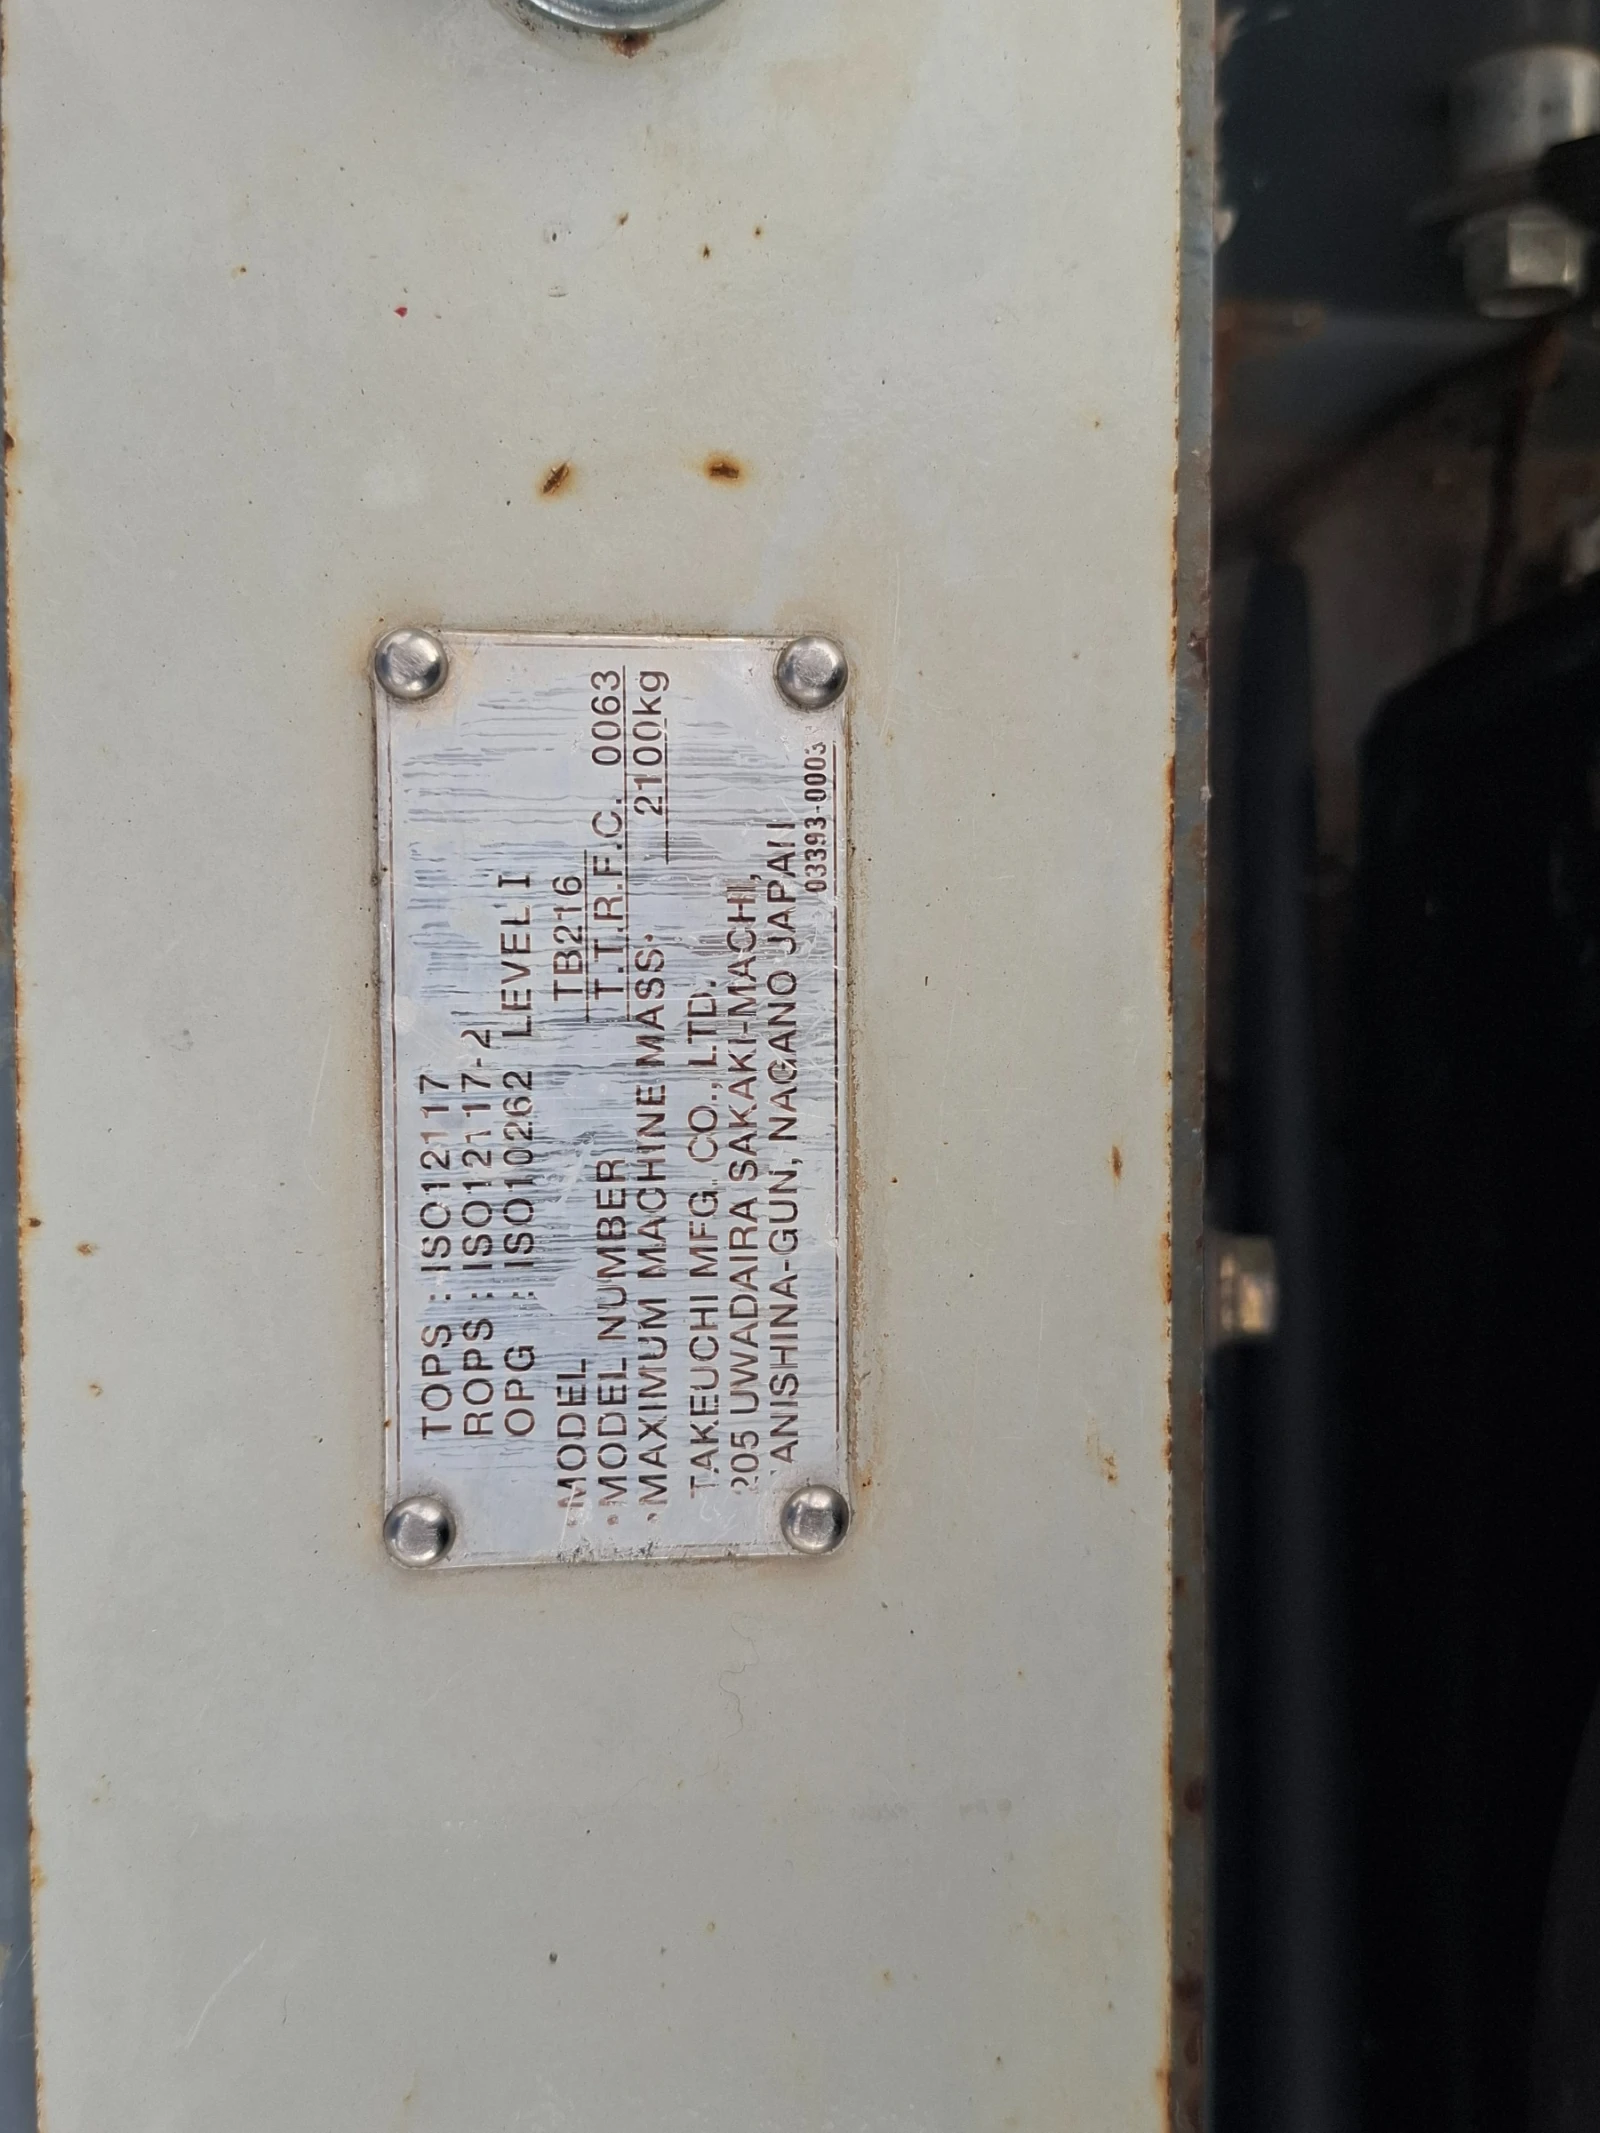 TOPS : ISO12117
ROPS : ISO12117-2
OPG : ISO10262 LEVEL I
·MODEL TB216
·MODEL NUMBER T.T.R.F.C. 0063
·MAXIMUM MACHINE MASS. 2100kg
TAKEUCHI MFG. CO., LTD.
205 UWADAIRA SAKAKI-MACHI,
ANISHINA-GUN, NAGANO JAPAN
03393-0003